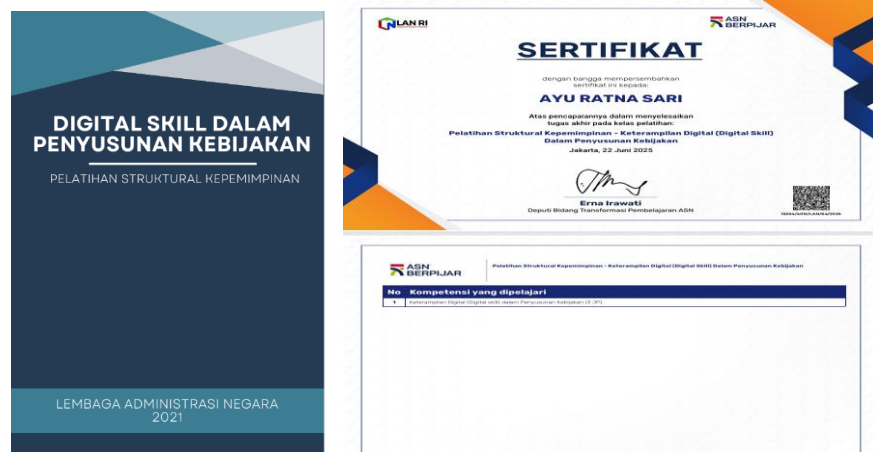 DIGITAL SKILL DALAM
PENYUSUNAN KEBIJAKAN
PELATIHAN STRUKTURAL KEPEMIMPINAN
LEMBAGA ADMINISTRASI NEGARA
2021
LAN RI
ASN
BERPIJAR
SERTIFIKAT
dengan bangga mempersembahkan
sertifikat ini kepada:
AYU RATNA SARI
Atas pencapaiannya dalam menyelesaikan
tugas akhir pada kelas pelatihan:
Pelatihan Struktural Kepemimpinan - Keterampilan Digital (Digital Skill)
Dalam Penyusunan Kebijakan
Jakarta, 22 Juni 2025
Erna Irawati
Deputi Bidang Transformasi Pembelajaran ASN
ASN
BERPIJAR
Pelatihan Struktural Kepemimpinan - Keterampilan Digital (Digital Skill) Dalam Penyusunan Kebijakan
No Kompetensi yang dipelajari
1 Keterampilan Digital (Digital skill) dalam Penyusunan Kebijakan